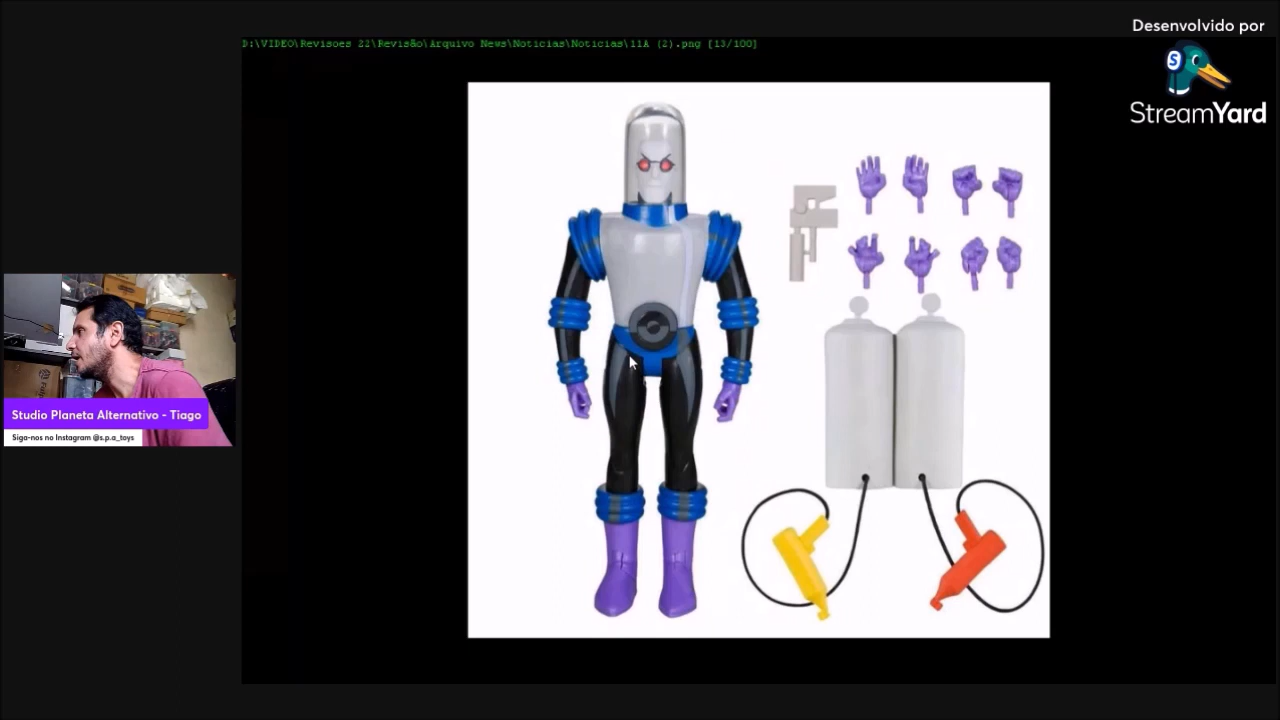 Desenvolvido por
StreamYard
D:\VIDEO\Revisoes 22\Revisão\Arquivo News\Noticias\Noticias\11A (2).png [13/100]
Studio Planeta Alternativo - Tiago
Siga-nos no Instagram @s.p.a_toys